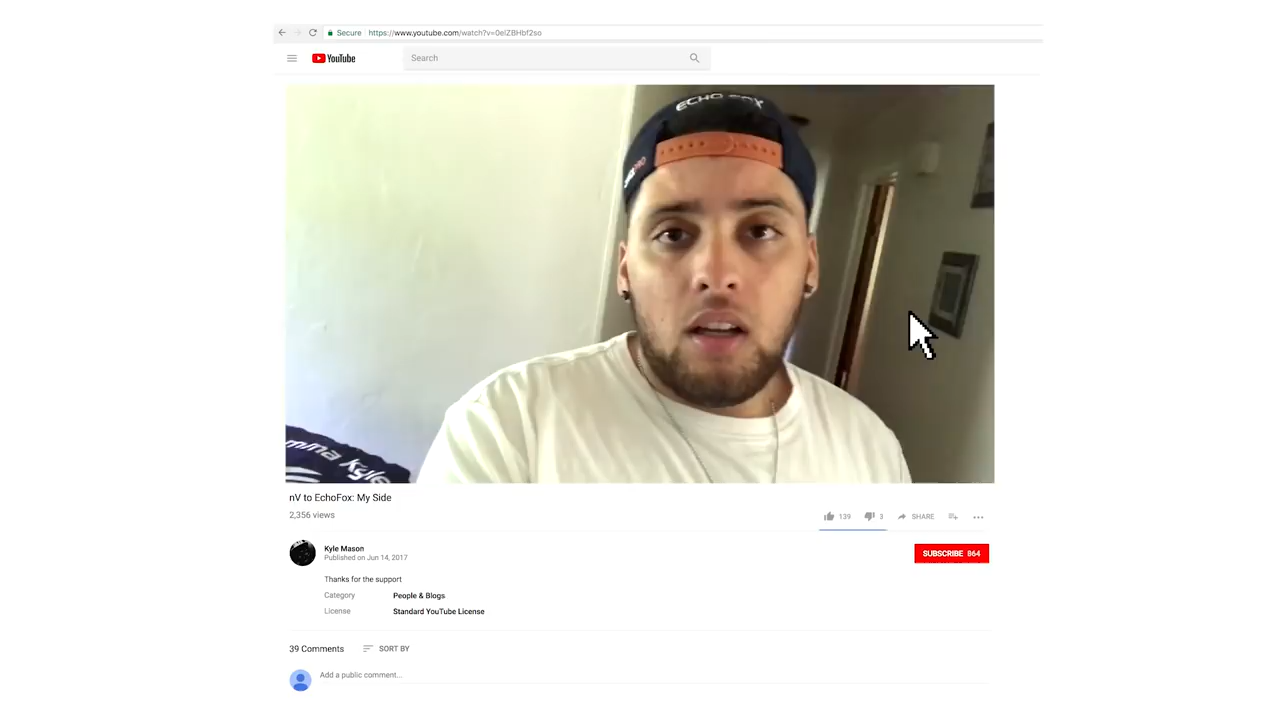 Secure https://www.youtube.com/watch?v=0elZBHbf2so
YouTube
Search
ECHO FOX
mma Kyle
nV to EchoFox: My Side
2,356 views
139 3 SHARE
Kyle Mason
Published on Jun 14, 2017
SUBSCRIBE 864
Thanks for the support
Category People & Blogs
License Standard YouTube License
39 Comments SORT BY
Add a public comment...